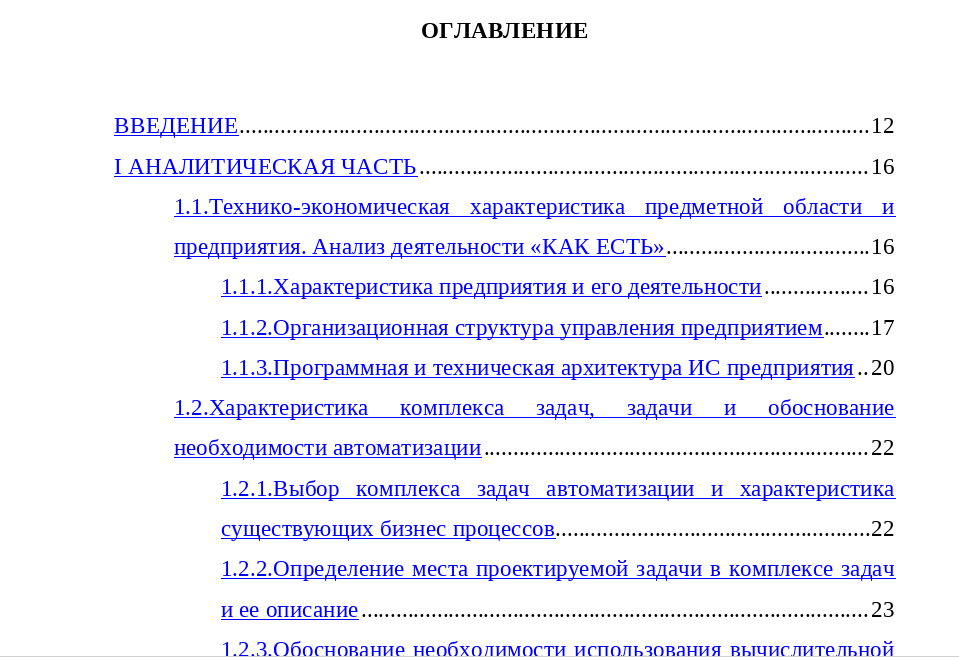 ОГЛАВЛЕНИЕ
ВВЕДЕНИЕ..........................................................................................................12
I АНАЛИТИЧЕСКАЯ ЧАСТЬ............................................................................16
1.1.Технико-экономическая характеристика предметной области и
предприятия. Анализ деятельности «КАК ЕСТЬ»..................................16
1.1.1.Характеристика предприятия и его деятельности.................16
1.1.2.Организационная структура управления предприятием........17
1.1.3.Программная и техническая архитектура ИС предприятия..20
1.2.Характеристика комплекса задач, задачи и обоснование
необходимости автоматизации.................................................................22
1.2.1.Выбор комплекса задач автоматизации и характеристика
существующих бизнес процессов.....................................................22
1.2.2.Определение места проектируемой задачи в комплексе задач
и ее описание......................................................................................23
1.2.3.Обоснование необходимости использования вычислительной